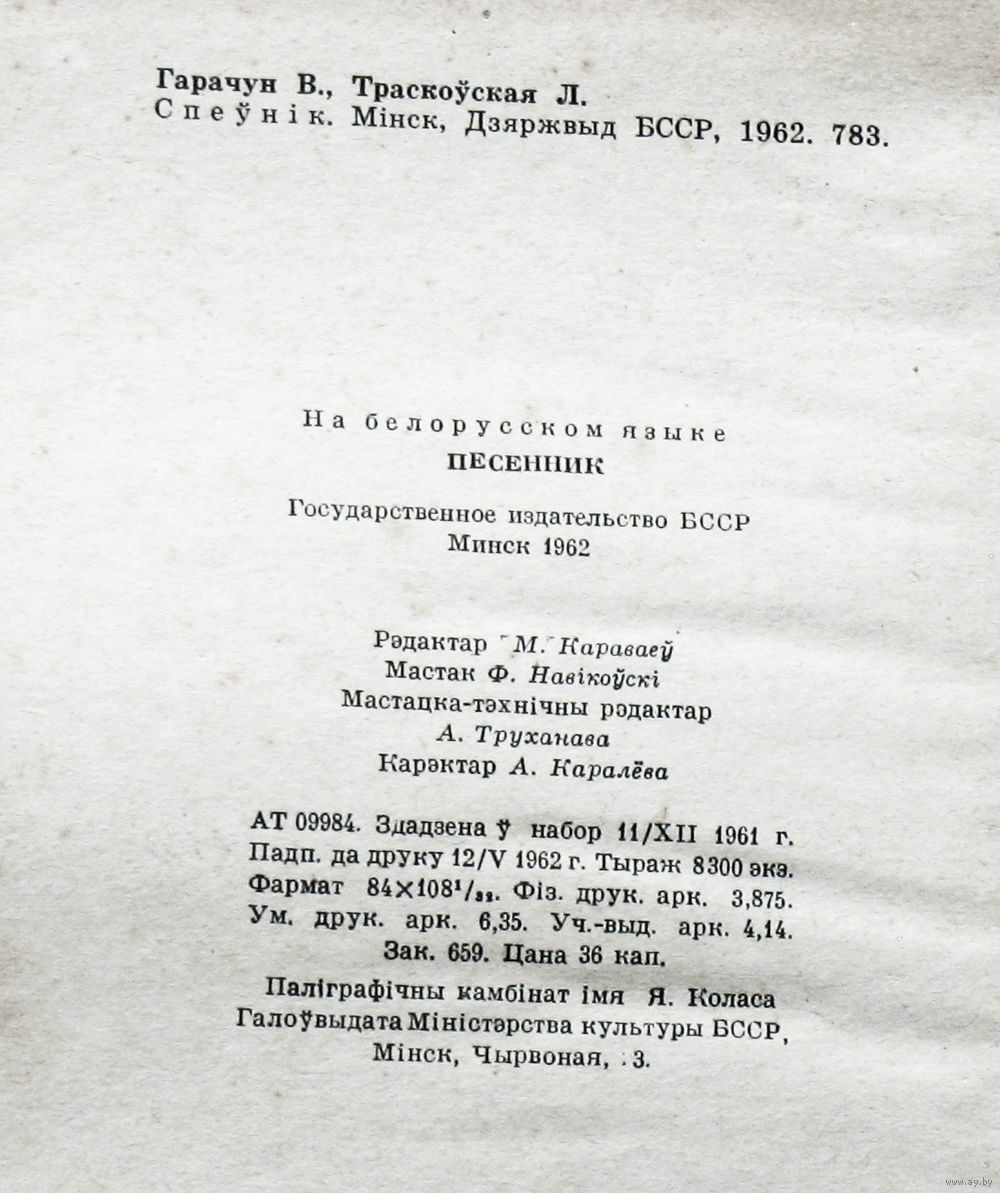 Гарачун В., Траскоўская Л.
Спеўнік. Мінск, Дзяржвыд БССР, 1962. 783.
На белорусском языке
ПЕСЕННИК
Государственное издательство БССР
Минск 1962
Рэдактар М. Караваеў
Мастак Ф. Навікоўскі
Мастацка-тэхнічны рэдактар
А. Труханава
Карэктар А. Каралёва
АТ 09984. Здадзена ў набор 11/XII 1961 г.
Падп. да друку 12/V 1962 г. Тыраж 8300 экз.
Фармат 84×108¹/₃₂. Фіз. друк. арк. 3,875.
Ум. друк. арк. 6,35. Уч.-выд. арк. 4,14.
Зак. 659. Цана 36 кап.
Паліграфічны камбінат імя Я. Коласа
Галоўвыдата Міністэрства культуры БССР,
Мінск, Чырвоная, 3.
www.ay.by